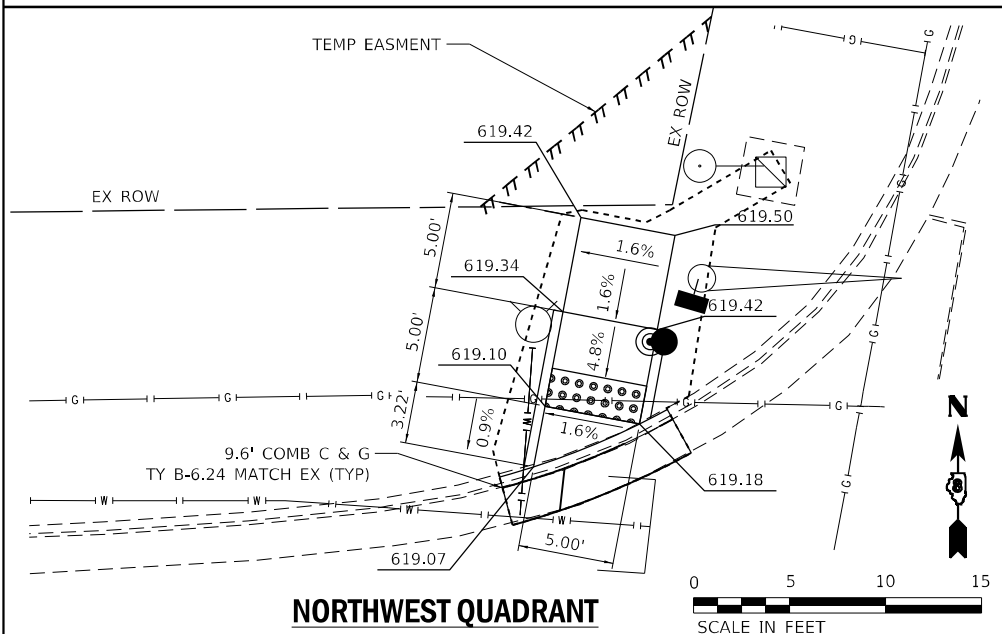 TEMP EASMENT
G
G
G
619.42
EX ROW
EX ROW
619.50
5.00'
1.6%
619.34
1.6%
619.42
5.00'
4.8%
619.10
G
G
G
G
G
G
3.22'
0.9%
W
1.6%
9.6' COMB C & G
TY B-6.24 MATCH EX (TYP)
619.18
G
N
8
W
W
W
W
5.00'
619.07
0 5 10 15
NORTHWEST QUADRANT
SCALE IN FEET